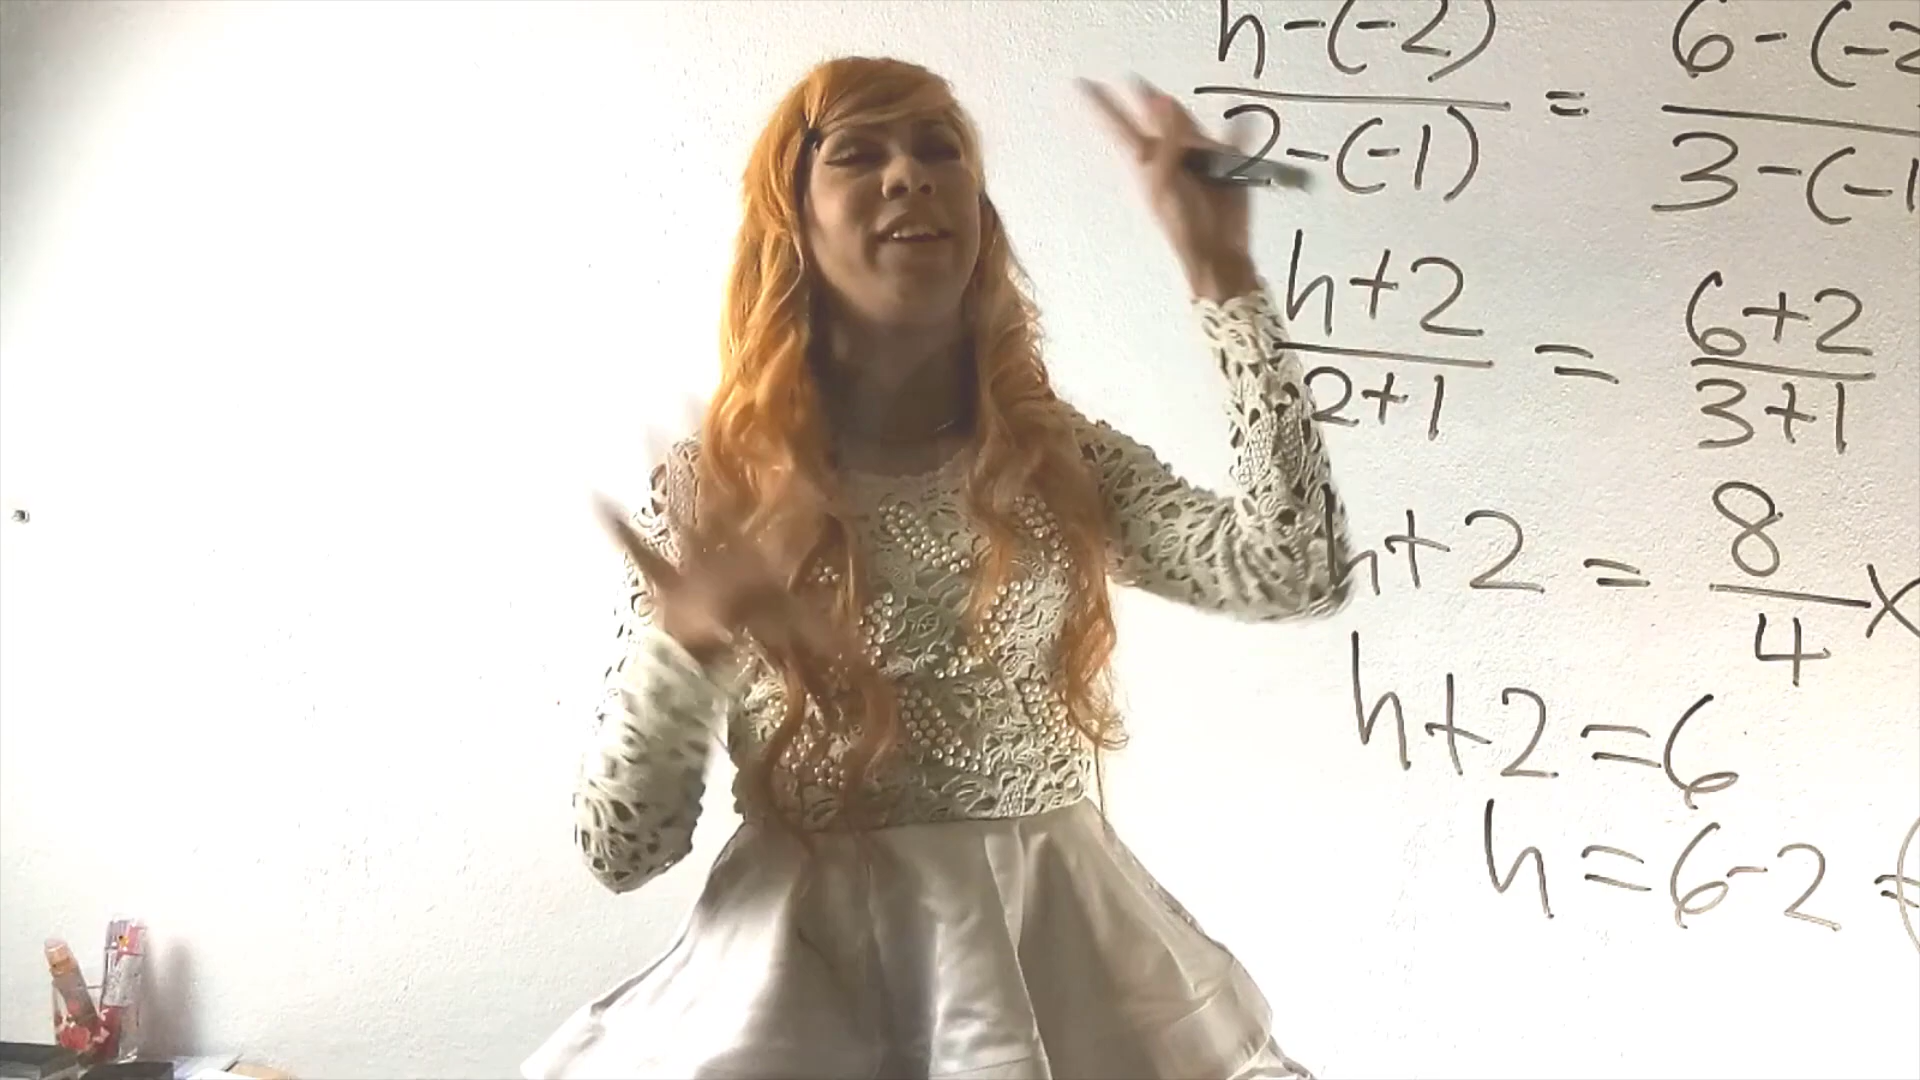 h-(-2) = 6-(-2
2-(-1) 3-(-1
h+2 = 6+2
2+1 3+1
h+2 = 8
4 ×
h+2=6
h=6-2 =